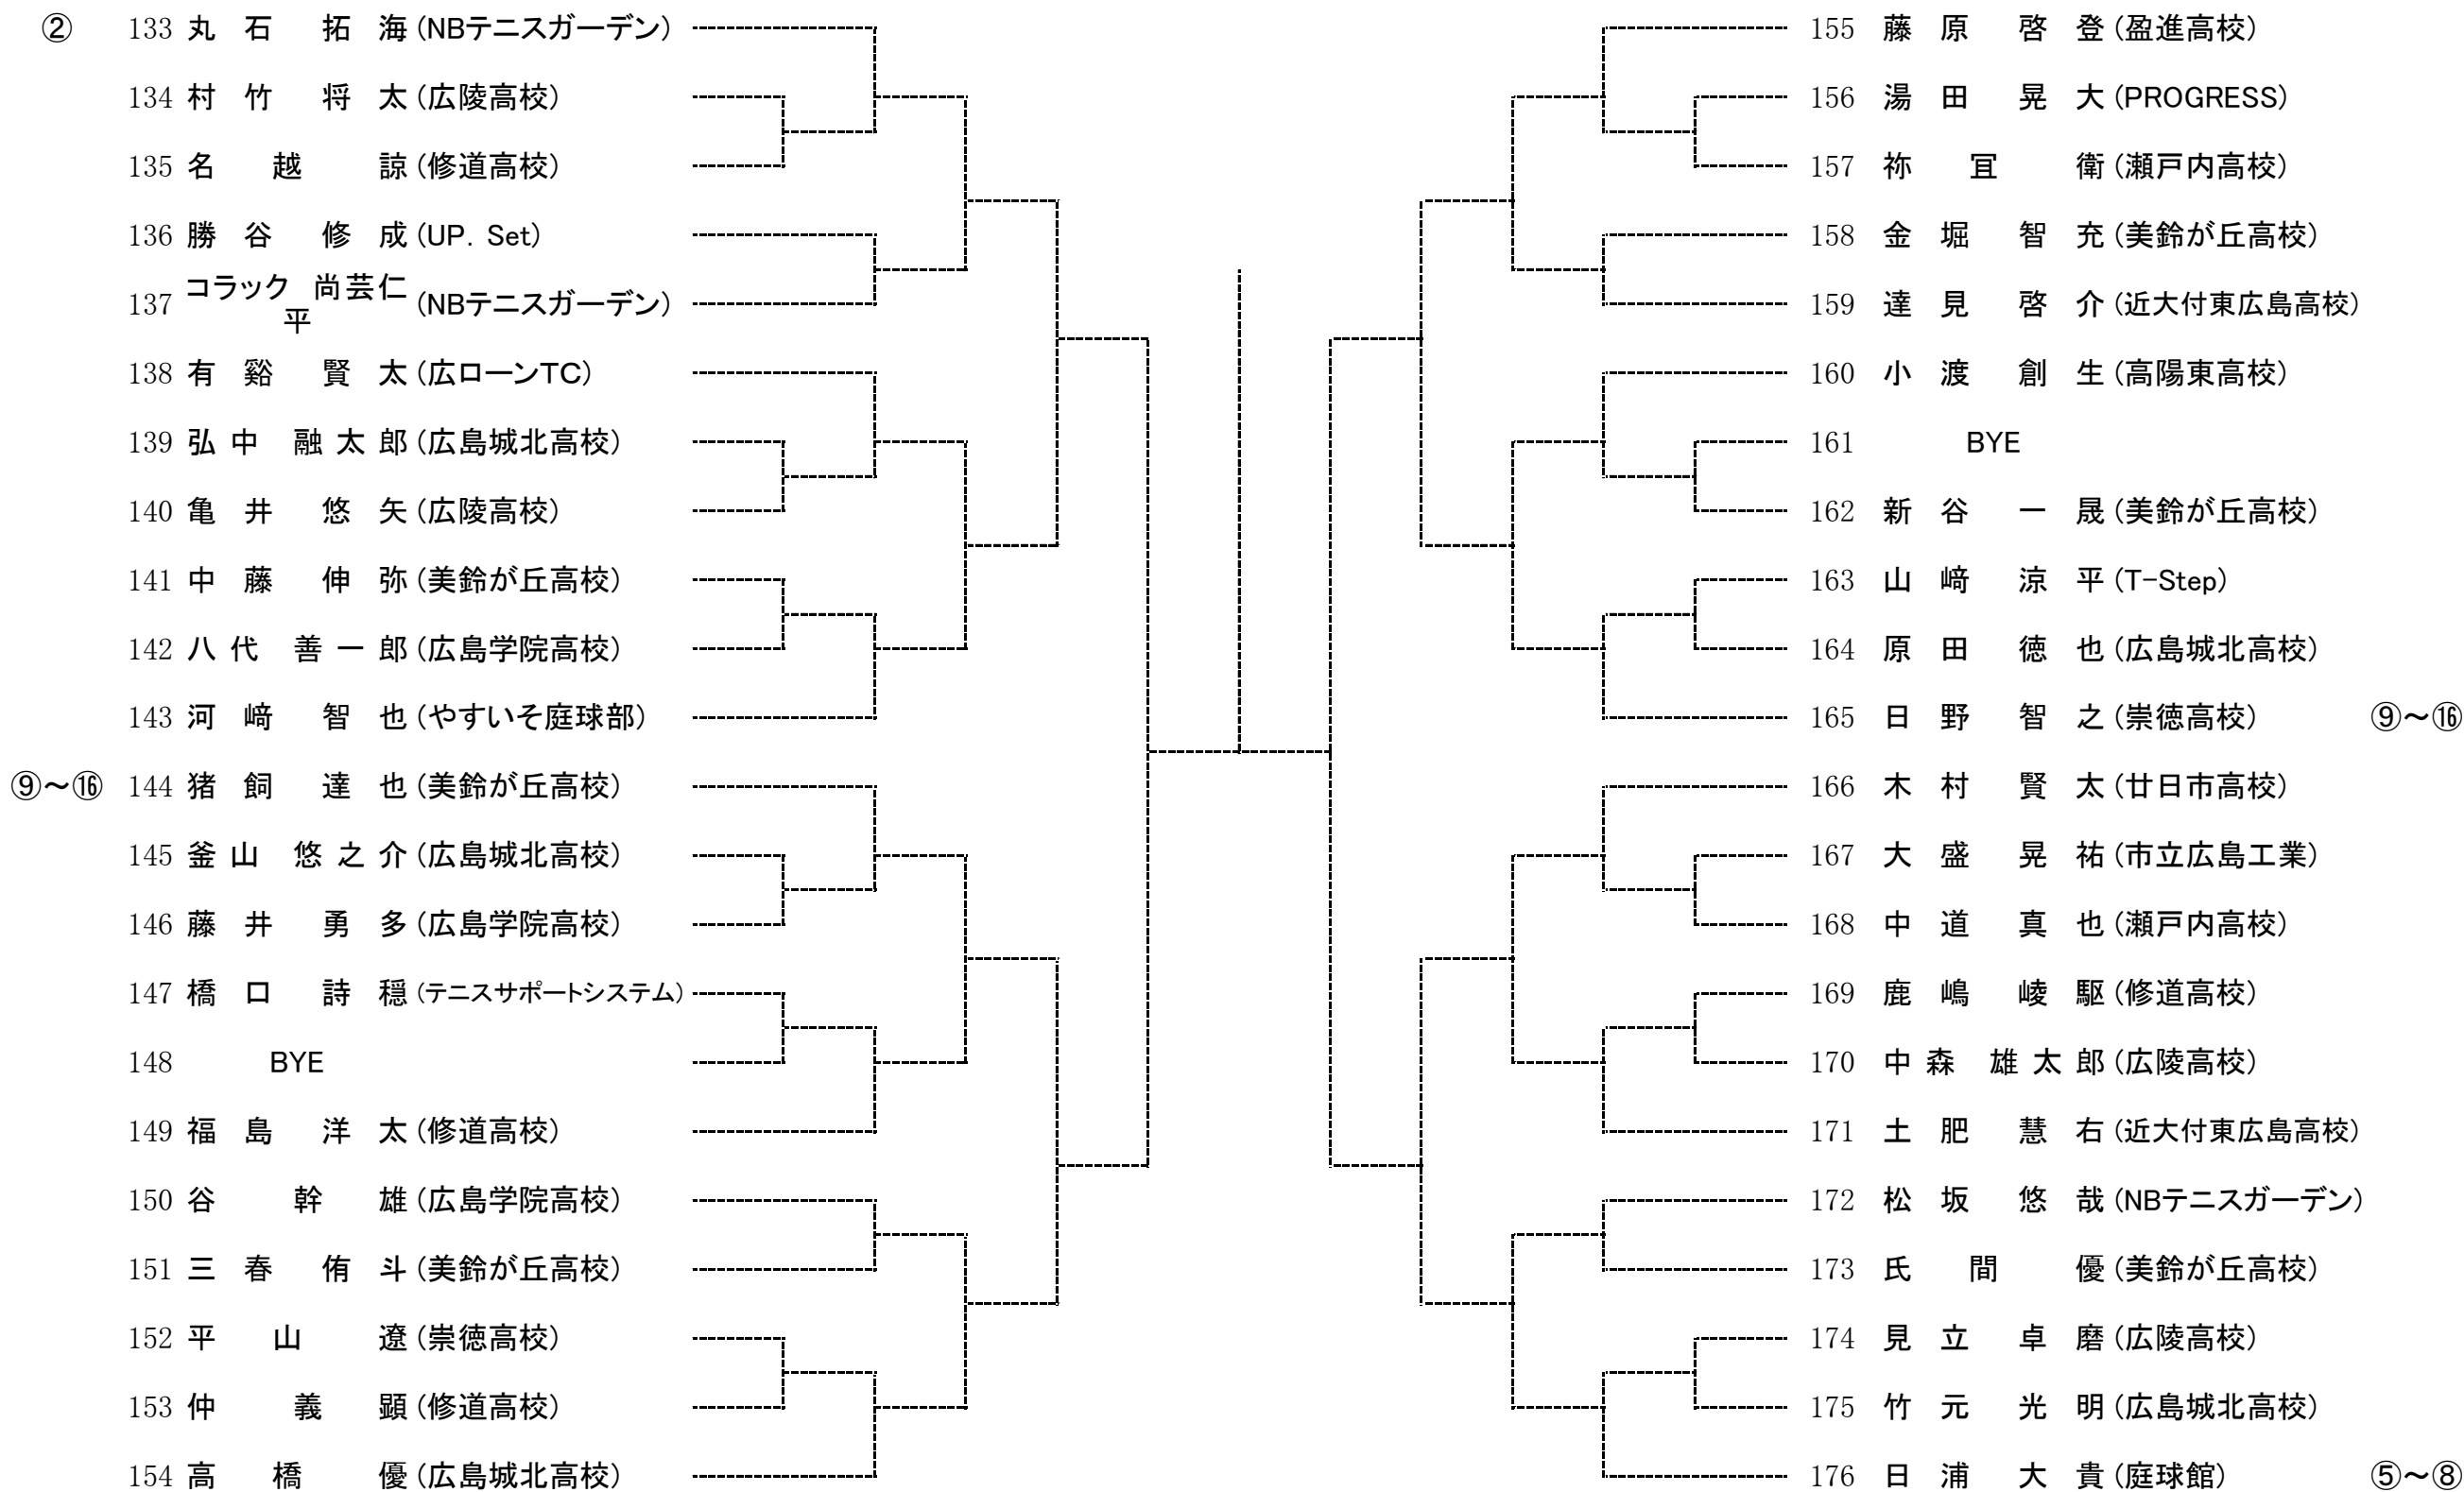 ② 133 丸石 拓海 (NBテニスガーデン)
134 村竹 将太 (広陵高校)
135 名越 諒 (修道高校)
136 勝谷 修成 (UP．Set)
137 コラック 尚芸仁平 (NBテニスガーデン)
138 有谿 賢太 (広ローンTC)
139 弘中 融太郎 (広島城北高校)
140 亀井 悠矢 (広陵高校)
141 中藤 伸弥 (美鈴が丘高校)
142 八代 善一郎 (広島学院高校)
143 河﨑 智也 (やすいそ庭球部)
⑨～⑯ 144 猪飼 達也 (美鈴が丘高校)
145 釜山 悠之介 (広島城北高校)
146 藤井 勇多 (広島学院高校)
147 橋口 詩穏 (テニスサポートシステム)
148 BYE
149 福島 洋太 (修道高校)
150 谷 幹雄 (広島学院高校)
151 三春 侑斗 (美鈴が丘高校)
152 平山 遼 (崇徳高校)
153 仲 義顕 (修道高校)
154 高橋 優 (広島城北高校)
155 藤原 啓登 (盈進高校)
156 湯田 晃大 (PROGRESS)
157 祢冝 衛 (瀬戸内高校)
158 金堀 智充 (美鈴が丘高校)
159 達見 啓介 (近大付東広島高校)
160 小渡 創生 (高陽東高校)
161 BYE
162 新谷 一晟 (美鈴が丘高校)
163 山﨑 涼平 (T-Step)
164 原田 徳也 (広島城北高校)
165 日野 智之 (崇徳高校) ⑨～⑯
166 木村 賢太 (廿日市高校)
167 大盛 晃祐 (市立広島工業)
168 中道 真也 (瀬戸内高校)
169 鹿嶋 崚駆 (修道高校)
170 中森 雄太郎 (広陵高校)
171 土肥 慧右 (近大付東広島高校)
172 松坂 悠哉 (NBテニスガーデン)
173 氏間 優 (美鈴が丘高校)
174 見立 卓磨 (広陵高校)
175 竹元 光明 (広島城北高校)
176 日浦 大貴 (庭球館) ⑤～⑧